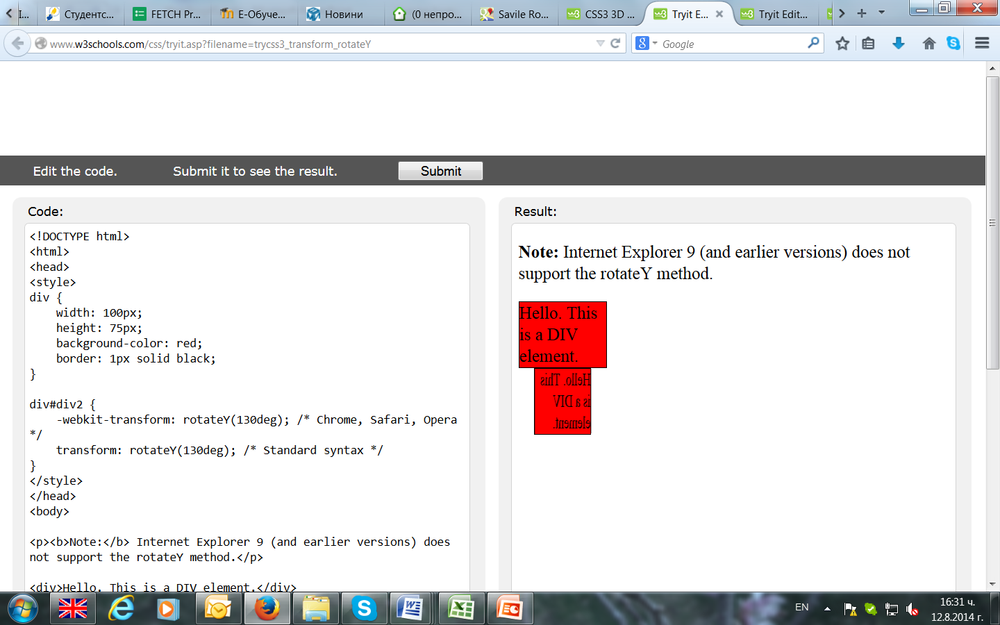 І...
Студентс...
FETCH Pr...
Е-Обуче...
Новини
(0 непро...
Savile Ro...
CSS3 3D ...
Tryit E...
Tryit Edit...
www.w3schools.com/css/tryit.asp?filename=trycss3_transform_rotateY
Google
Edit the code.
Submit it to see the result.
Submit
Code:
<!DOCTYPE html>
<html>
<head>
<style>
div {
    width: 100px;
    height: 75px;
    background-color: red;
    border: 1px solid black;
}
div#div2 {
    -webkit-transform: rotateY(130deg); /* Chrome, Safari, Opera
*/
    transform: rotateY(130deg); /* Standard syntax */
}
</style>
</head>
<body>
<p><b>Note:</b> Internet Explorer 9 (and earlier versions) does
not support the rotateY method.</p>
<div>Hello. This is a DIV element.</div>
Result:
Note: Internet Explorer 9 (and earlier versions) does not
support the rotateY method.
Hello. This
is a DIV
element.
Hello. This
is a DIV
element.
EN
16:31 ч.
12.8.2014 г.